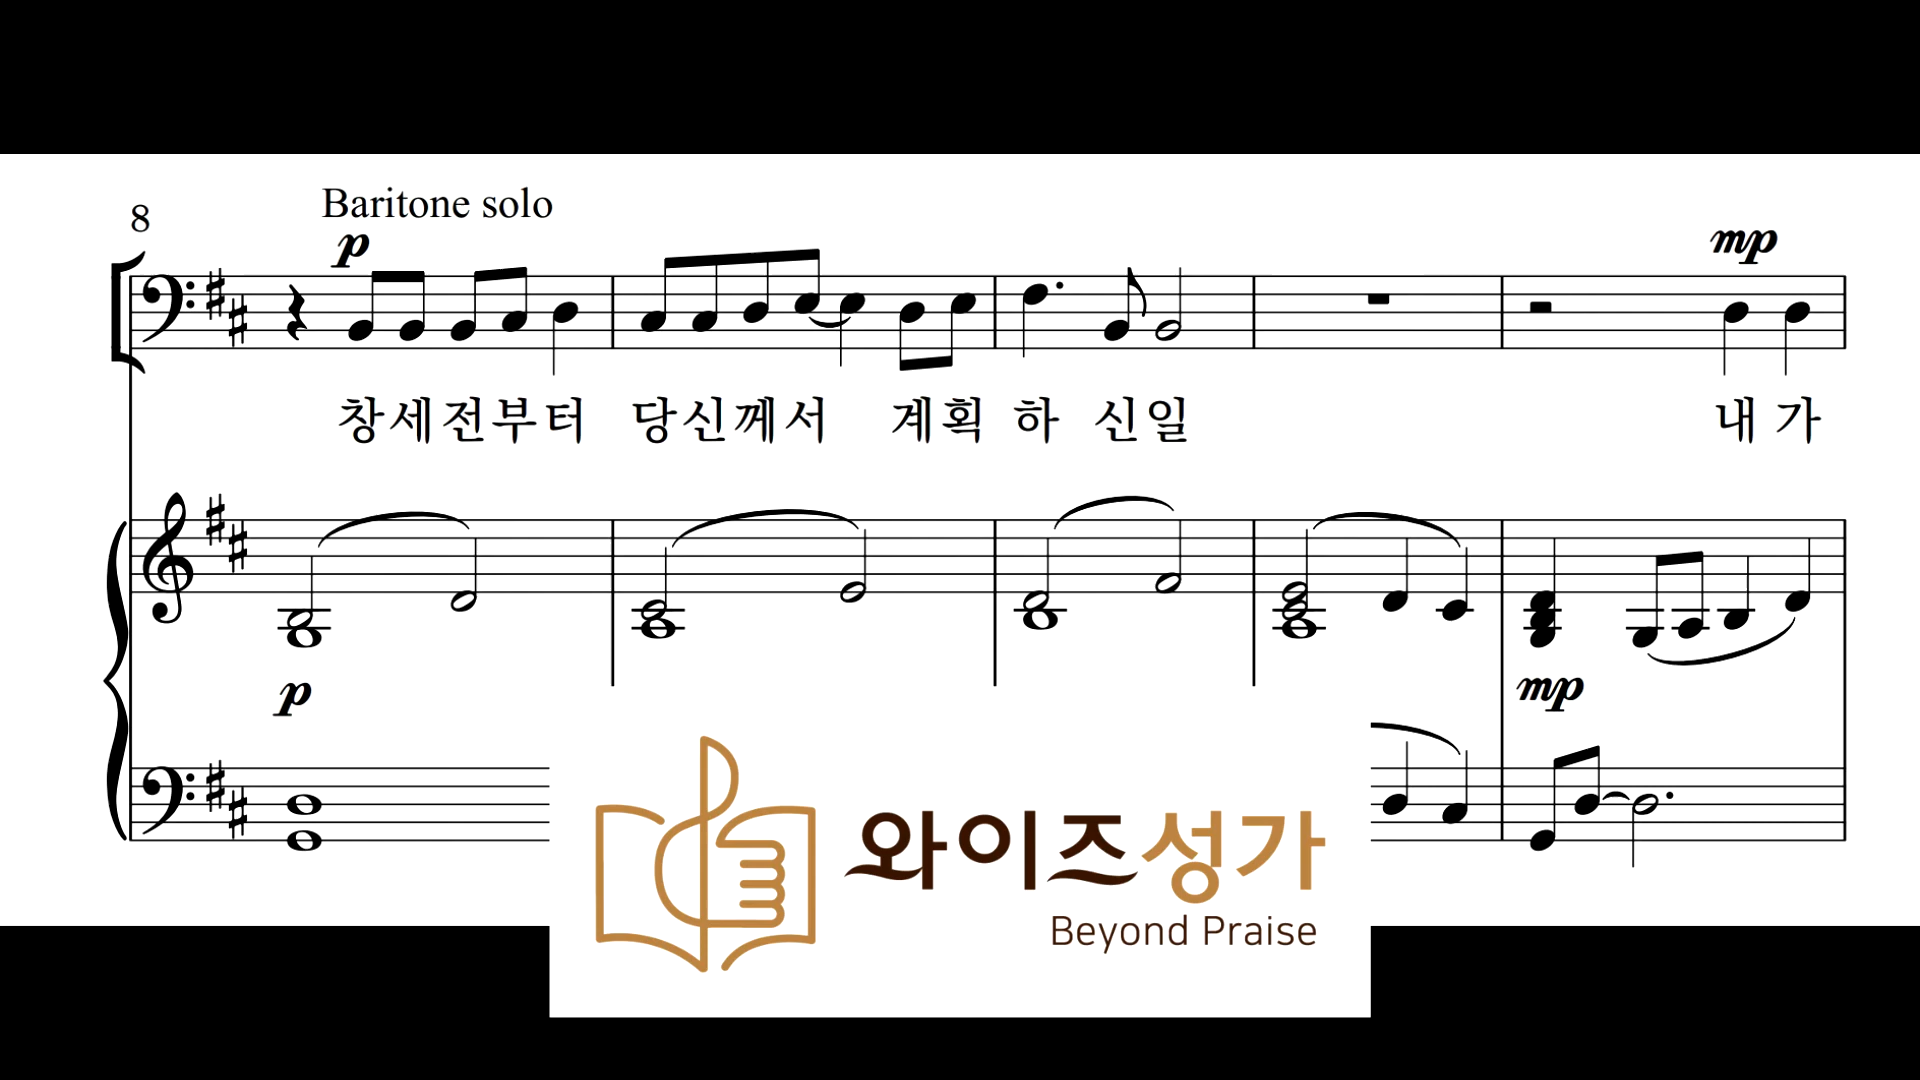 Baritone solo
8
p
mp
창세전부터 당신께서 계획 하 신일 내 가
p
mp
와이즈성가
Beyond Praise